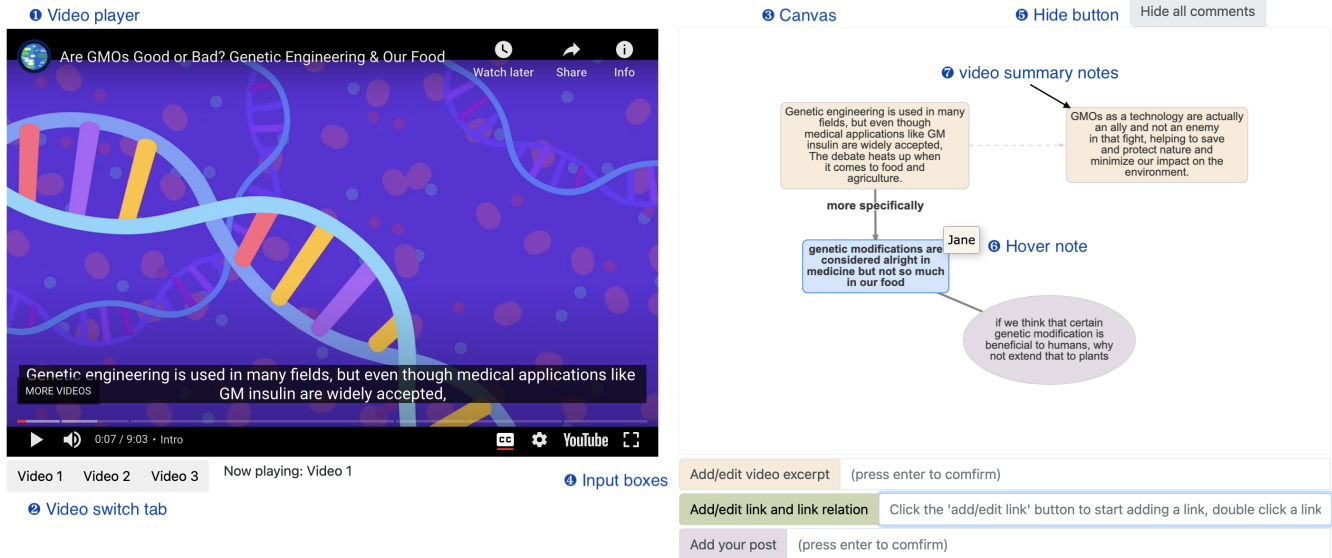 ❶ Video player
❸ Canvas
❺ Hide button
Hide all comments
Are GMOs Good or Bad? Genetic Engineering & Our Food
Watch later
Share
Info
❼ video summary notes
Genetic engineering is used in many
fields, but even though
medical applications like GM
insulin are widely accepted,
The debate heats up when
it comes to food and
agriculture.
GMOs as a technology are actually
an ally and not an enemy
in that fight, helping to save
and protect nature and
minimize our impact on the
environment.
more specifically
Jane
❻ Hover note
genetic modifications are
considered alright in
medicine but not so much
in our food
if we think that certain
genetic modification is
beneficial to humans, why
not extend that to plants
Genetic engineering is used in many fields, but even though medical applications like
GM insulin are widely accepted,
MORE VIDEOS
0:07 / 9:03 • Intro
CC
YouTube
Video 1
Video 2
Video 3
Now playing: Video 1
❹ Input boxes
❷ Video switch tab
Add/edit video excerpt
(press enter to comfirm)
Add/edit link and link relation
Click the 'add/edit link' button to start adding a link, double click a link
Add your post
(press enter to comfirm)